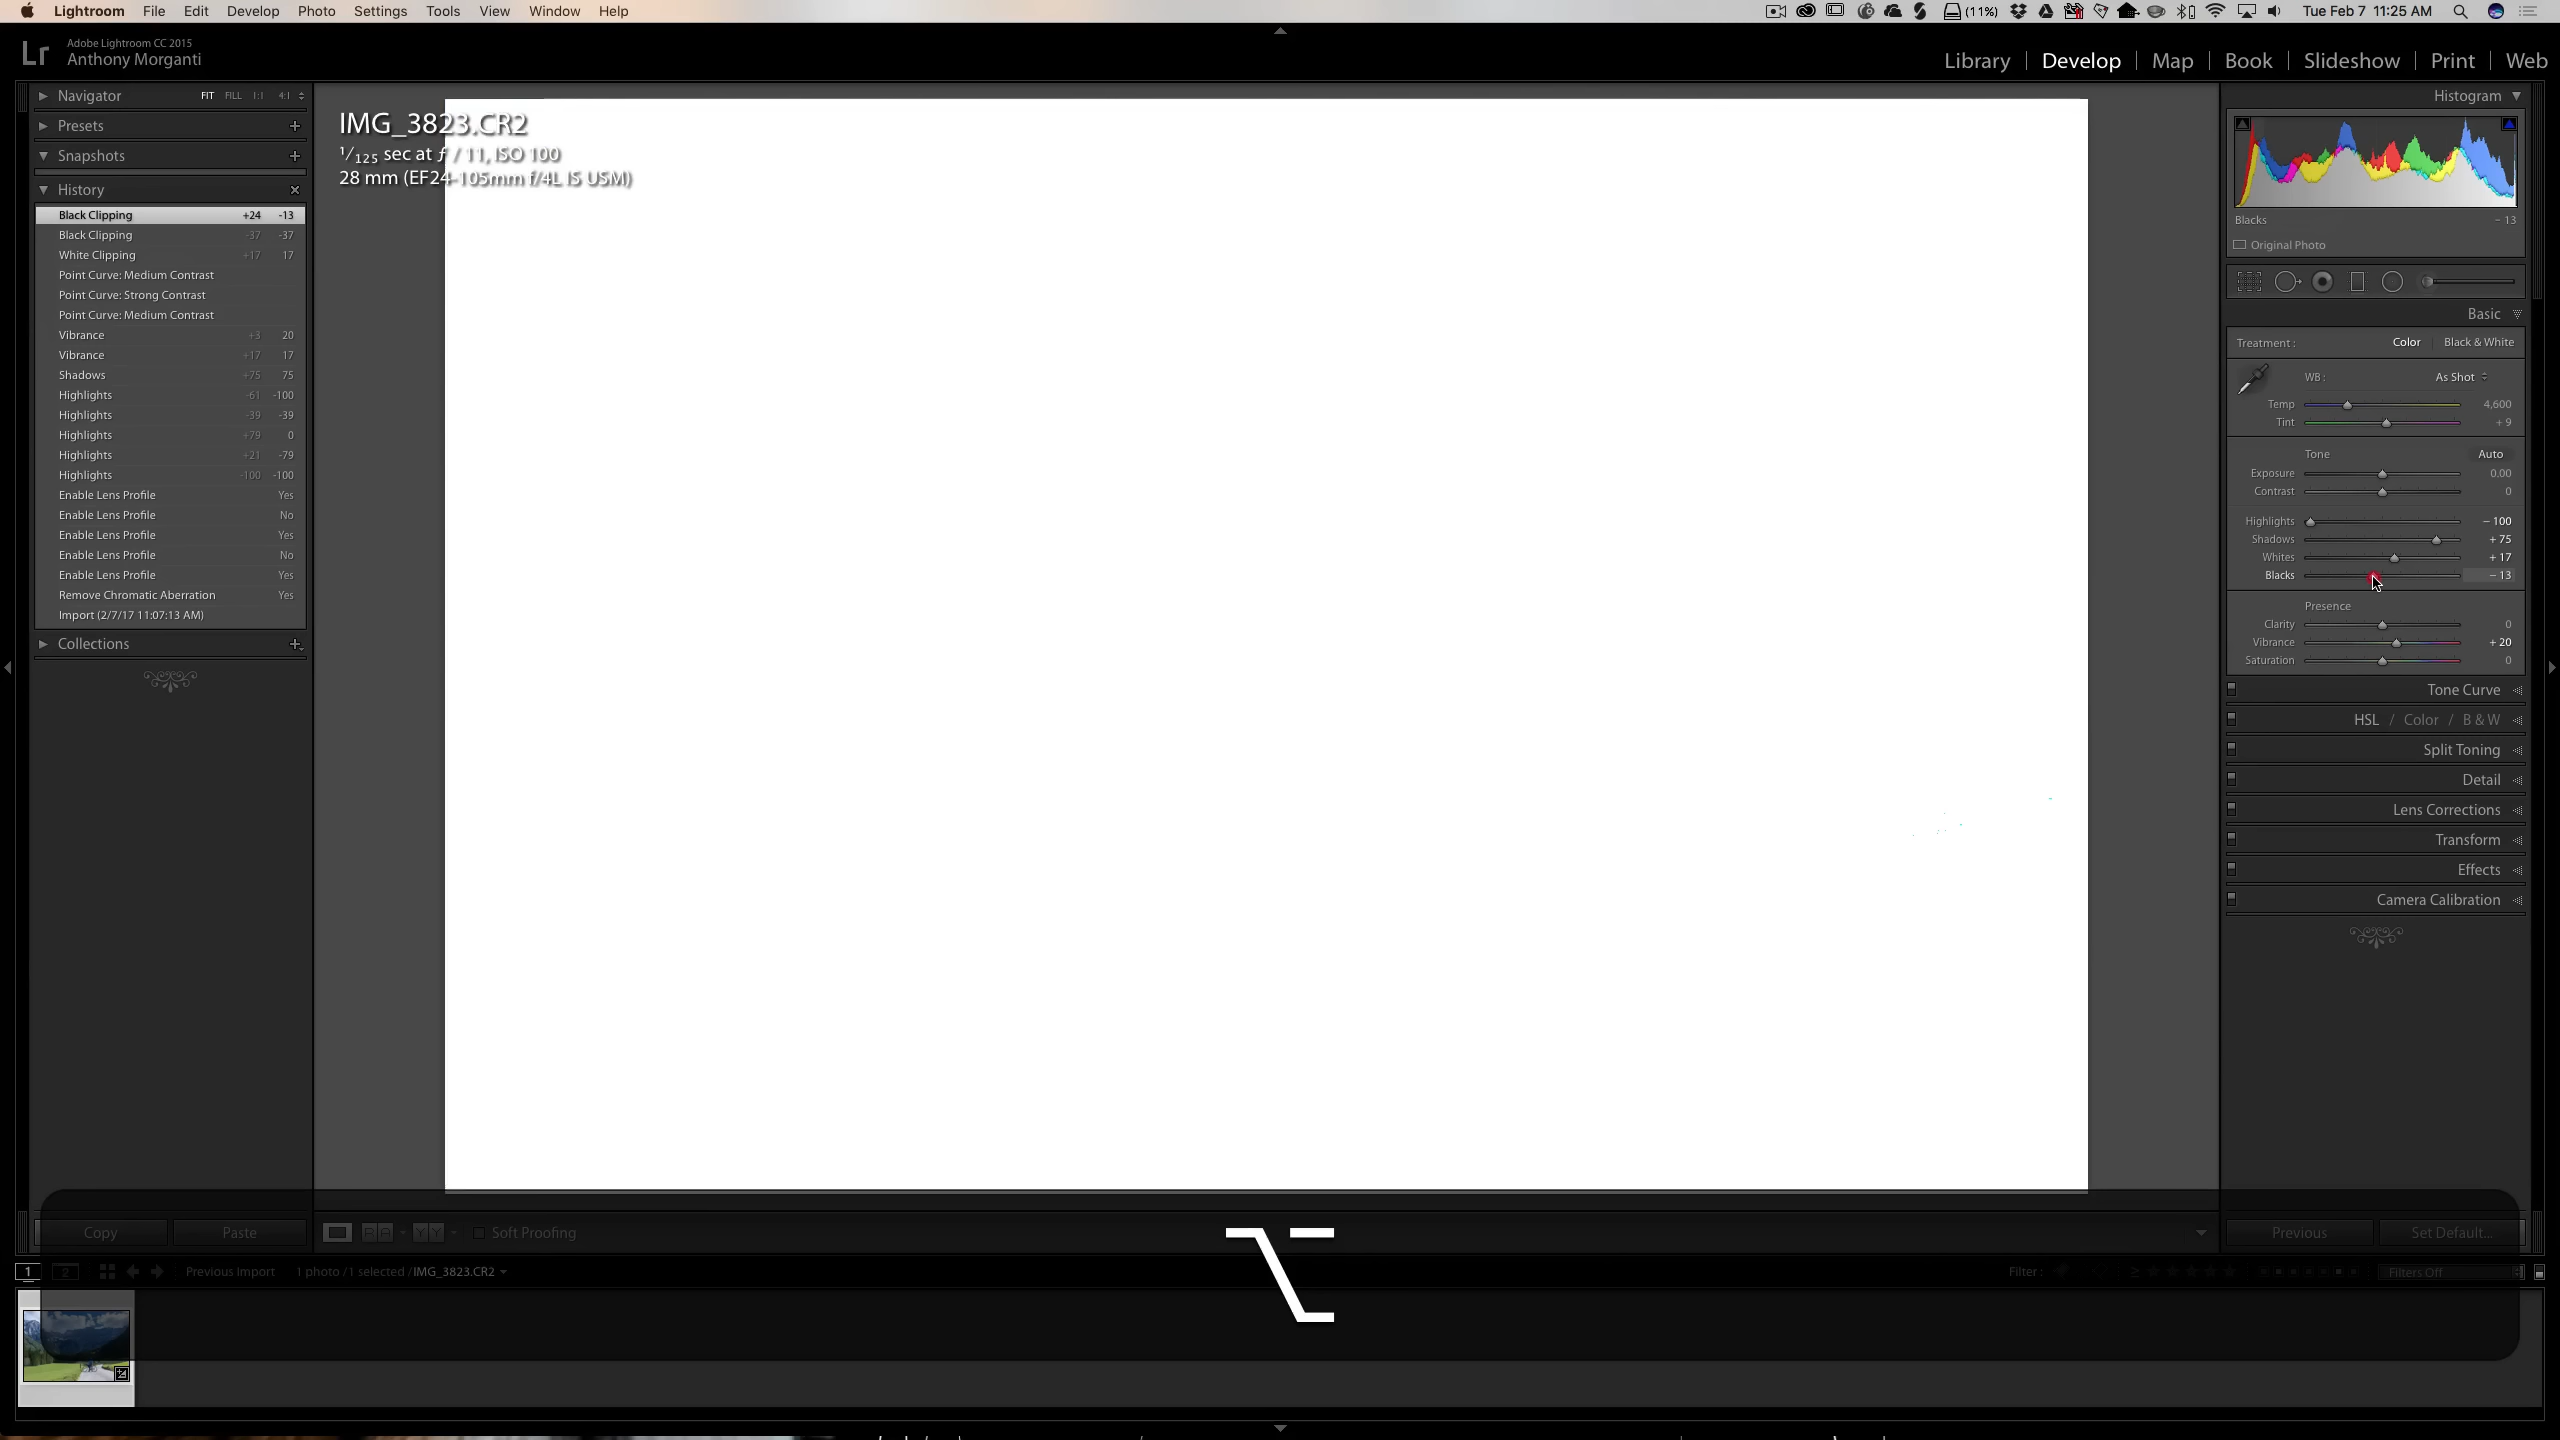 Lightroom File Edit Develop Photo Settings Tools View Window Help
(11%) Tue Feb 7 11:25 AM
Lr
Adobe Lightroom CC 2015
Anthony Morganti
Library | Develop | Map | Book | Slideshow | Print | Web
Navigator FIT FILL 1:1 4:1
Presets
Snapshots
History
Black Clipping +24 -13
Black Clipping -37 -37
White Clipping +17 17
Point Curve: Medium Contrast
Point Curve: Strong Contrast
Point Curve: Medium Contrast
Vibrance +3 20
Vibrance +17 17
Shadows +75 75
Highlights -61 -100
Highlights -39 -39
Highlights +79 0
Highlights +21 -79
Highlights -100 -100
Enable Lens Profile Yes
Enable Lens Profile No
Enable Lens Profile Yes
Enable Lens Profile No
Enable Lens Profile Yes
Remove Chromatic Aberration Yes
Import (2/7/17 11:07:13 AM)
Collections
IMG_3823.CR2
1/125 sec at ƒ / 11, ISO 100
28 mm (EF24-105mm f/4L IS USM)
Histogram
Blacks – 13
Original Photo
Basic
Treatment : Color | Black & White
WB : As Shot
Temp 4,600
Tint + 9
Tone Auto
Exposure 0.00
Contrast 0
Highlights – 100
Shadows + 75
Whites + 17
Blacks – 13
Presence
Clarity 0
Vibrance + 20
Saturation 0
Tone Curve
HSL / Color / B & W
Split Toning
Detail
Lens Corrections
Transform
Effects
Camera Calibration
Copy Paste
Soft Proofing
Previous Set Default...
1 2 Previous Import 1 photo / 1 selected / IMG_3823.CR2
Filter : Filters Off